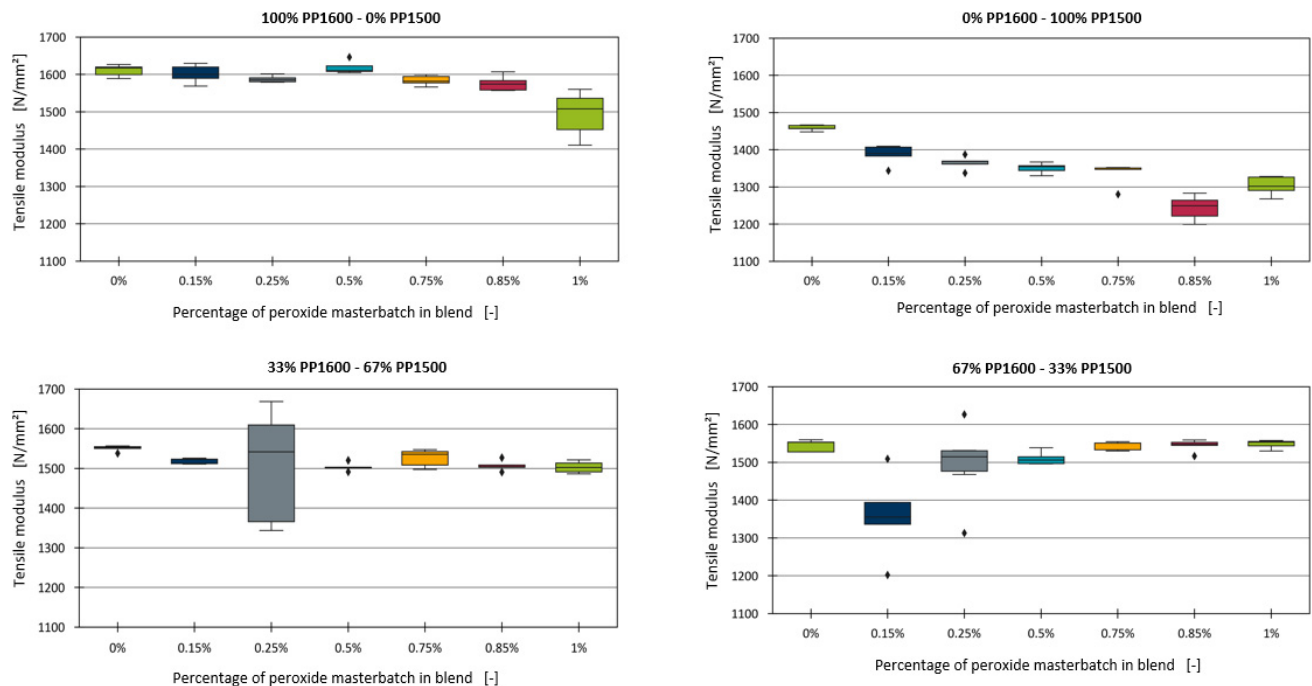 100% PP1600 - 0% PP1500
Tensile modulus [N/mm²]
1700
1600
1500
1400
1300
1200
1100
0% 0.15% 0.25% 0.5% 0.75% 0.85% 1%
Percentage of peroxide masterbatch in blend [-]
0% PP1600 - 100% PP1500
Tensile modulus [N/mm²]
1700
1600
1500
1400
1300
1200
1100
0% 0.15% 0.25% 0.5% 0.75% 0.85% 1%
Percentage of peroxide masterbatch in blend [-]
33% PP1600 - 67% PP1500
Tensile modulus [N/mm²]
1700
1600
1500
1400
1300
1200
1100
0% 0.15% 0.25% 0.5% 0.75% 0.85% 1%
Percentage of peroxide masterbatch in blend [-]
67% PP1600 - 33% PP1500
Tensile modulus [N/mm²]
1700
1600
1500
1400
1300
1200
1100
0% 0.15% 0.25% 0.5% 0.75% 0.85% 1%
Percentage of peroxide masterbatch in blend [-]